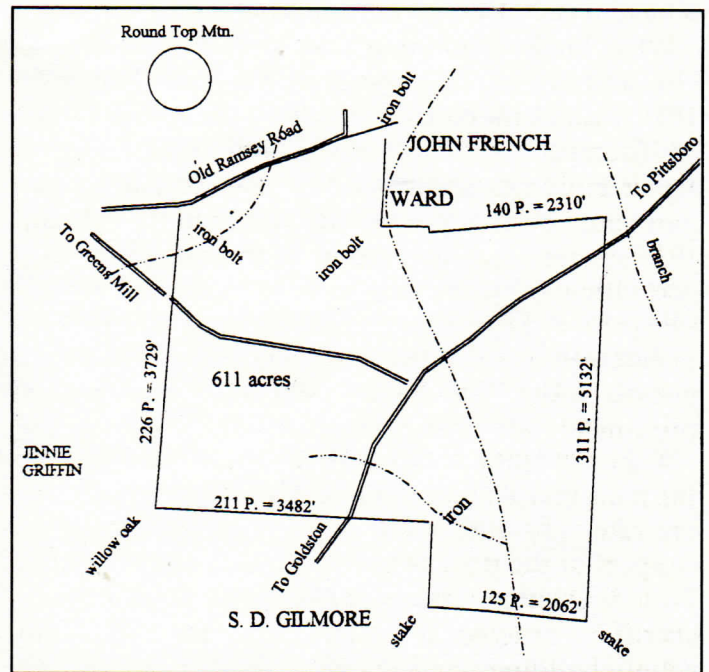 Round Top Mtn.
iron bolt
Old Ramsey Road
JOHN FRENCH
To Pittsboro
WARD
140 P. = 2310'
iron bolt
iron bolt
To Greeng Mill
branch
226 P. = 3729'
611 acres
311 P. = 5132'
JINNIE
GRIFFIN
211 P. = 3482'
iron
willow oak
To Goldston
S. D. GILMORE
125 P. = 2062'
stake
stake